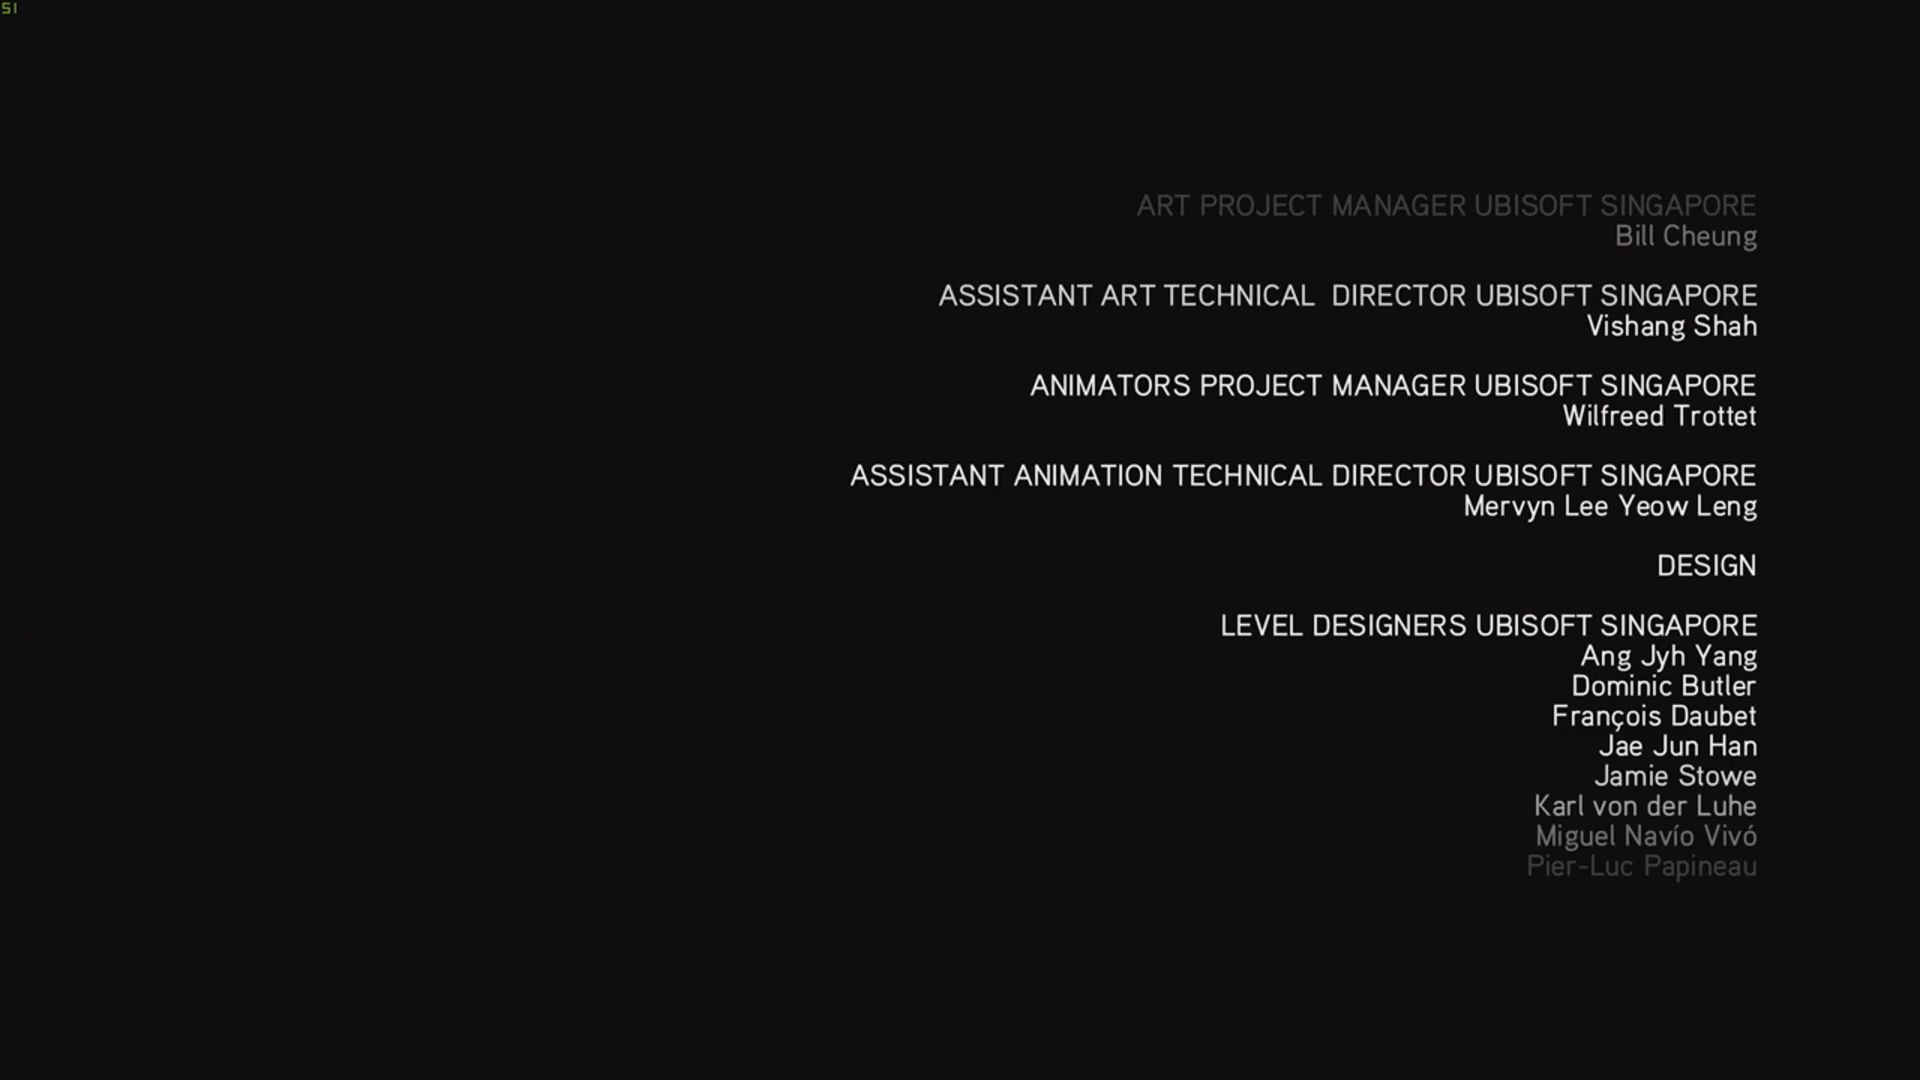 51
ART PROJECT MANAGER UBISOFT SINGAPORE
Bill Cheung
ASSISTANT ART TECHNICAL  DIRECTOR UBISOFT SINGAPORE
Vishang Shah
ANIMATORS PROJECT MANAGER UBISOFT SINGAPORE
Wilfreed Trottet
ASSISTANT ANIMATION TECHNICAL DIRECTOR UBISOFT SINGAPORE
Mervyn Lee Yeow Leng
DESIGN
LEVEL DESIGNERS UBISOFT SINGAPORE
Ang Jyh Yang
Dominic Butler
François Daubet
Jae Jun Han
Jamie Stowe
Karl von der Luhe
Miguel Navío Vivó
Pier-Luc Papineau